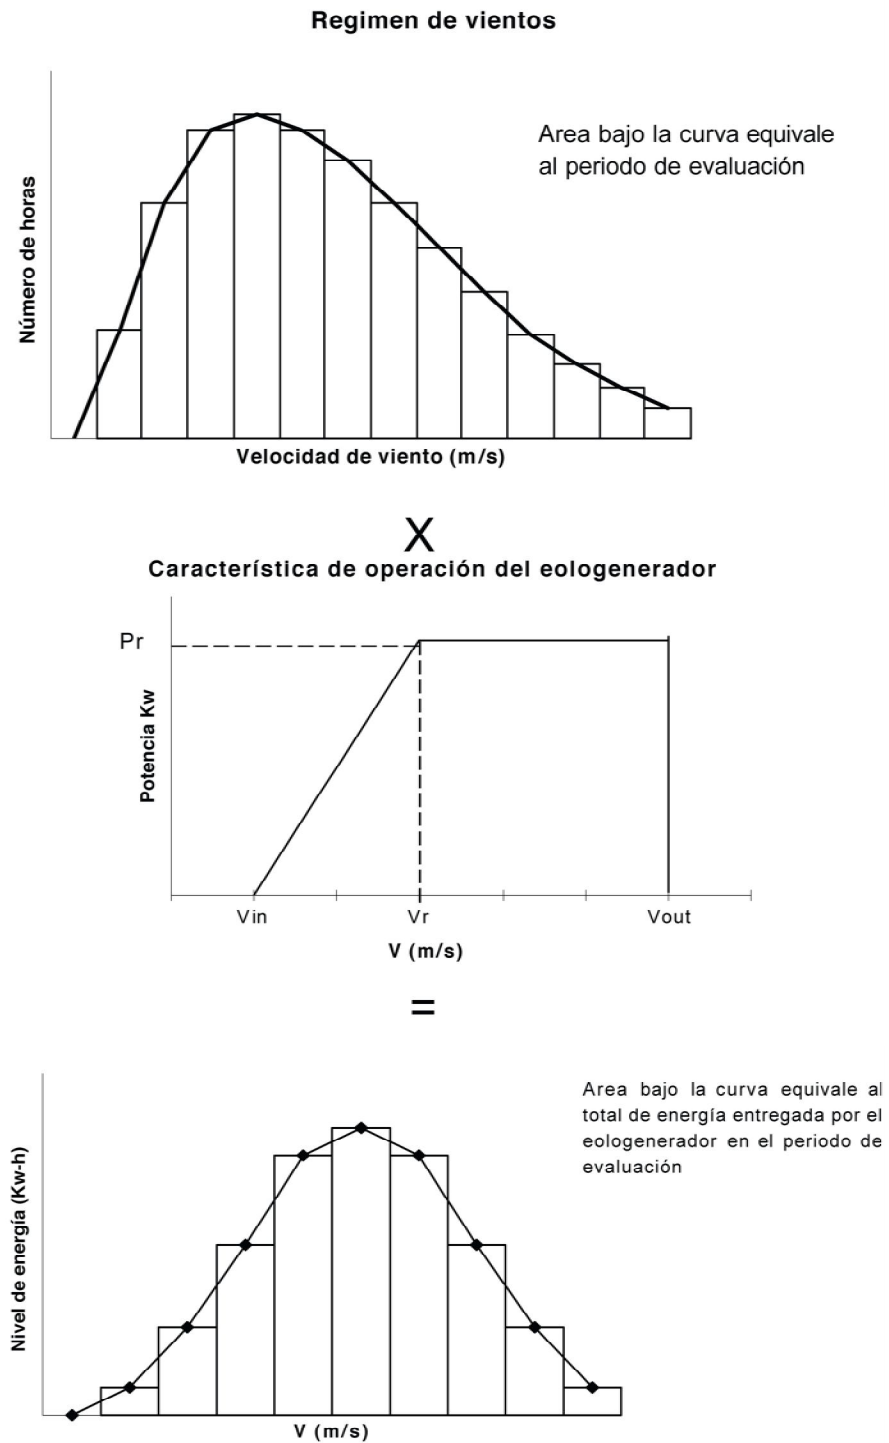 Regimen de vientos
Area bajo la curva equivale
al periodo de evaluación
Número de horas
Velocidad de viento (m/s)
X
Característica de operación del eologenerador
Pr
Potencia Kw
Vin
Vr
Vout
V (m/s)
=
Area bajo la curva equivale al
total de energía entregada por el
eologenerador en el periodo de
evaluación
Nivel de energía (Kw-h)
V (m/s)